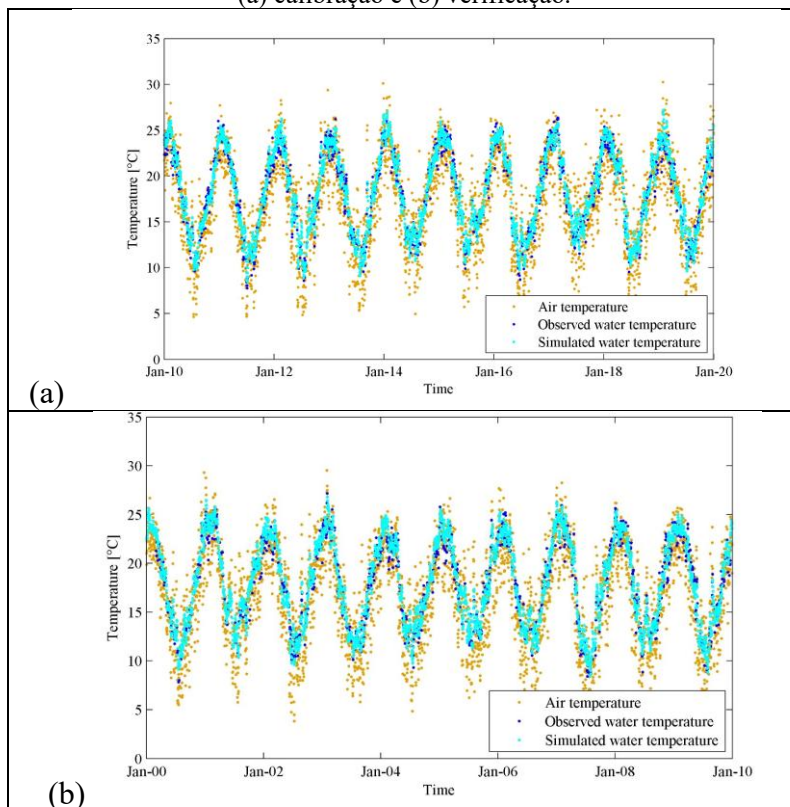 (a) calibração e (b) verificação.
35
30
25
20
15
10
5
0
Temperature [°C]
Air temperature
Observed water temperature
Simulated water temperature
Jan-10 Jan-12 Jan-14 Jan-16 Jan-18 Jan-20
Time
(a)
35
30
25
20
15
10
5
0
Temperature [°C]
Air temperature
Observed water temperature
Simulated water temperature
Jan-00 Jan-02 Jan-04 Jan-06 Jan-08 Jan-10
Time
(b)